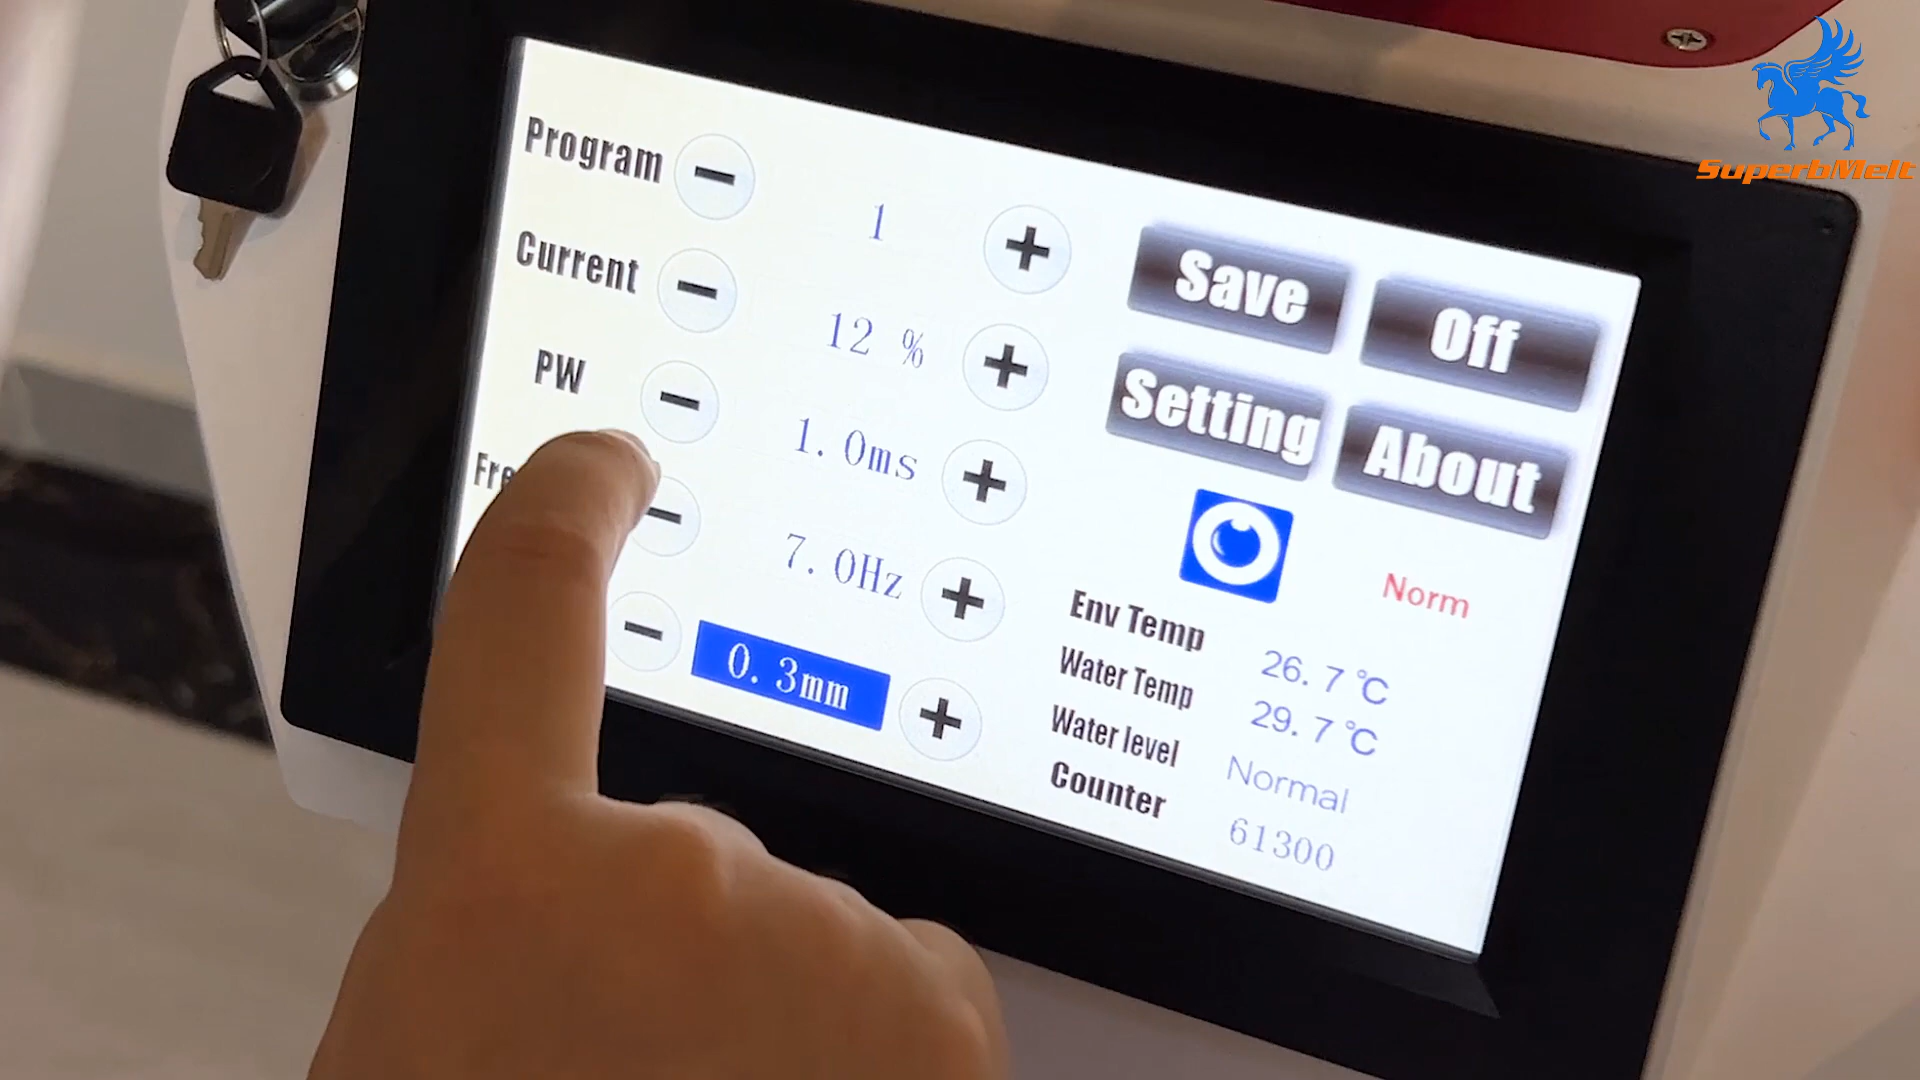 Program − 1 +
Current − 12 % +
PW − 1.0ms +
Fre − 7.0Hz +
− 0.3mm +
Save Off
Setting About
Norm
Env Temp 26.7℃
Water Temp 29.7℃
Water level Normal
Counter 61300
SuperbMelt